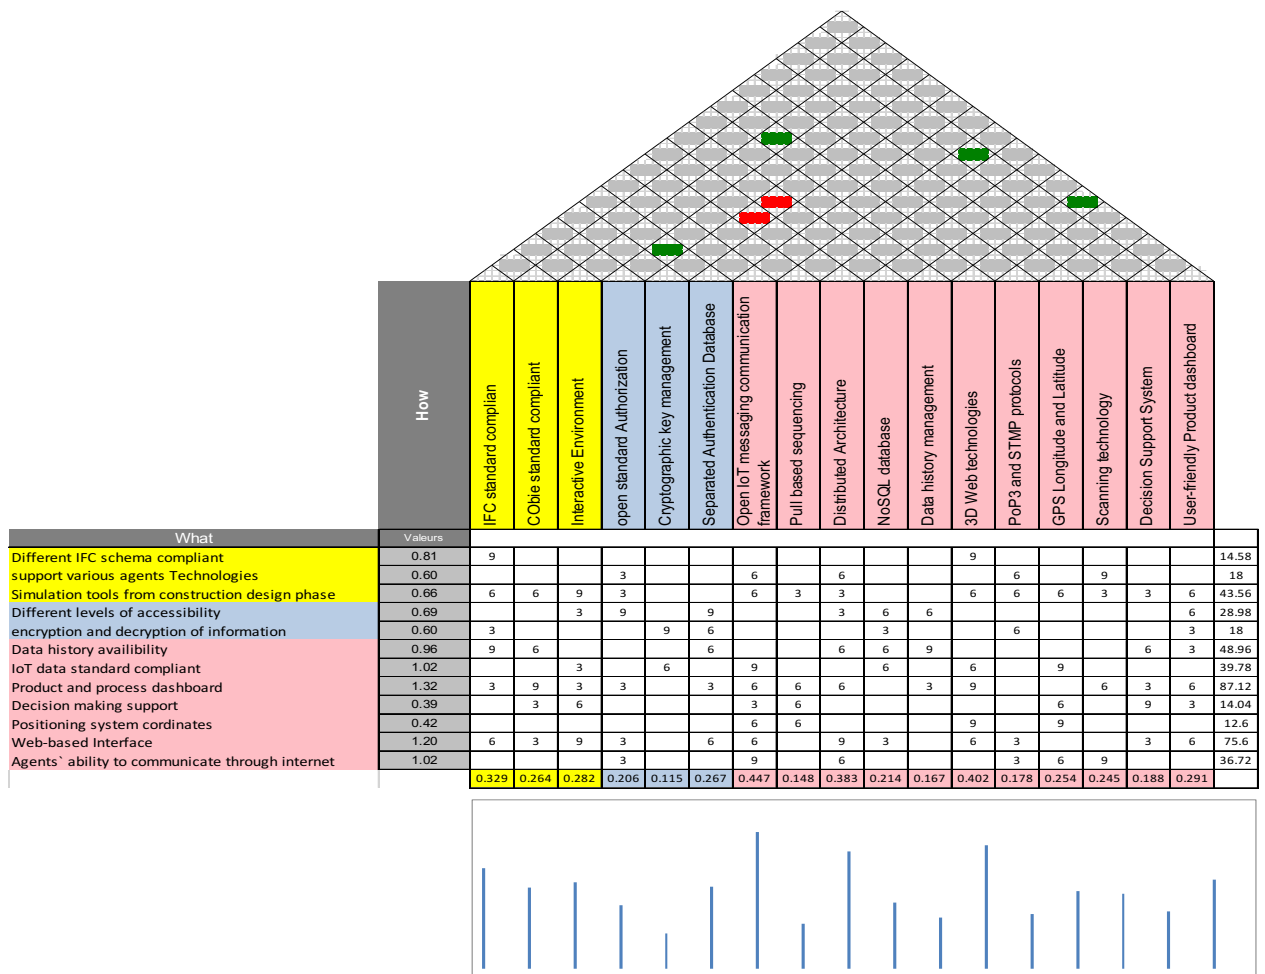 How
IFC standard complian
CObie standard compliant
Interactive Environment
open standard Authorization
Cryptographic key management
Separated Authentication Database
Open IoT messaging communication
framework
Pull based sequencing
Distributed Architecture
NoSQL database
Data history management
3D Web technologies
PoP3 and STMP protocols
GPS Longitude and Latitude
Scanning technology
Decision Support System
User-friendly Product dashboard
What Valeurs
Different IFC schema compliant 0.81 9 9 14.58
support various agents Technologies 0.60 3 6 6 6 9 18
Simulation tools from construction design phase 0.66 6 6 9 3 6 3 3 6 6 6 3 3 6 43.56
Different levels of accessibility 0.69 3 9 9 3 6 6 6 28.98
encryption and decryption of information 0.60 3 9 6 3 6 3 18
Data history availibility 0.96 9 6 6 6 6 9 6 3 48.96
IoT data standard compliant 1.02 3 6 9 6 6 9 39.78
Product and process dashboard 1.32 3 9 3 3 3 6 6 6 3 9 6 3 6 87.12
Decision making support 0.39 3 6 3 6 6 9 3 14.04
Positioning system cordinates 0.42 6 6 9 9 12.6
Web-based Interface 1.20 6 3 9 3 6 6 9 3 6 3 3 6 75.6
Agents` ability to communicate through internet 1.02 3 9 6 3 6 9 36.72
0.329 0.264 0.282 0.206 0.115 0.267 0.447 0.148 0.383 0.214 0.167 0.402 0.178 0.254 0.245 0.188 0.291